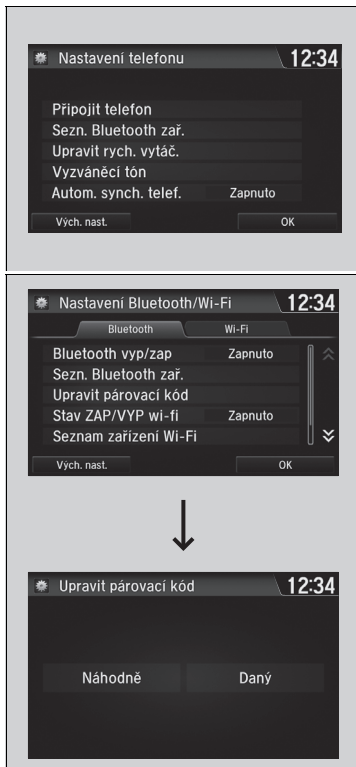 Nastavení telefonu 12:34
Připojit telefon
Sezn. Bluetooth zař.
Upravit rych. vytáč.
Vyzváněcí tón
Autom. synch. telef. Zapnuto
Vých. nast. OK
Nastavení Bluetooth/Wi-Fi 12:34
Bluetooth Wi-Fi
Bluetooth vyp/zap Zapnuto
Sezn. Bluetooth zař.
Upravit párovací kód
Stav ZAP/VYP wi-fi Zapnuto
Seznam zařízení Wi-Fi
Vých. nast. OK
Upravit párovací kód 12:34
Náhodně Daný